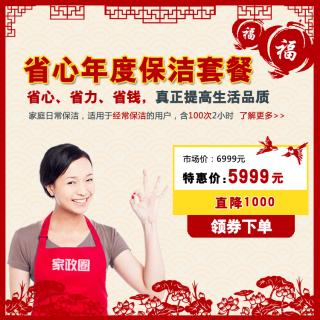 福
福
省心年度保洁套餐
省心、省力、省钱，真正提高生活品质
家庭日常保洁，适用于经常保洁的用户，含100次2小时 了解更多>>
市场价：6999元
特惠价：5999元
直降1000
领券下单
家政圈